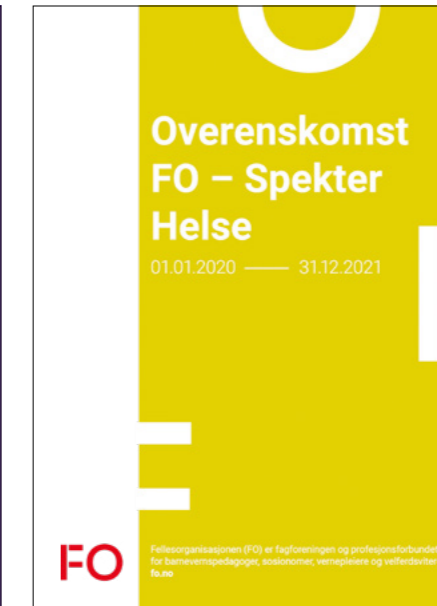 Overenskomst
FO – Spekter
Helse
01.01.2020 —— 31.12.2021
FO
Fellesorganisasjonen (FO) er fagforeningen og profesjonsforbundet
for barnevernspedagoger, sosionomer, vernepleiere og velferdsviter
fo.no